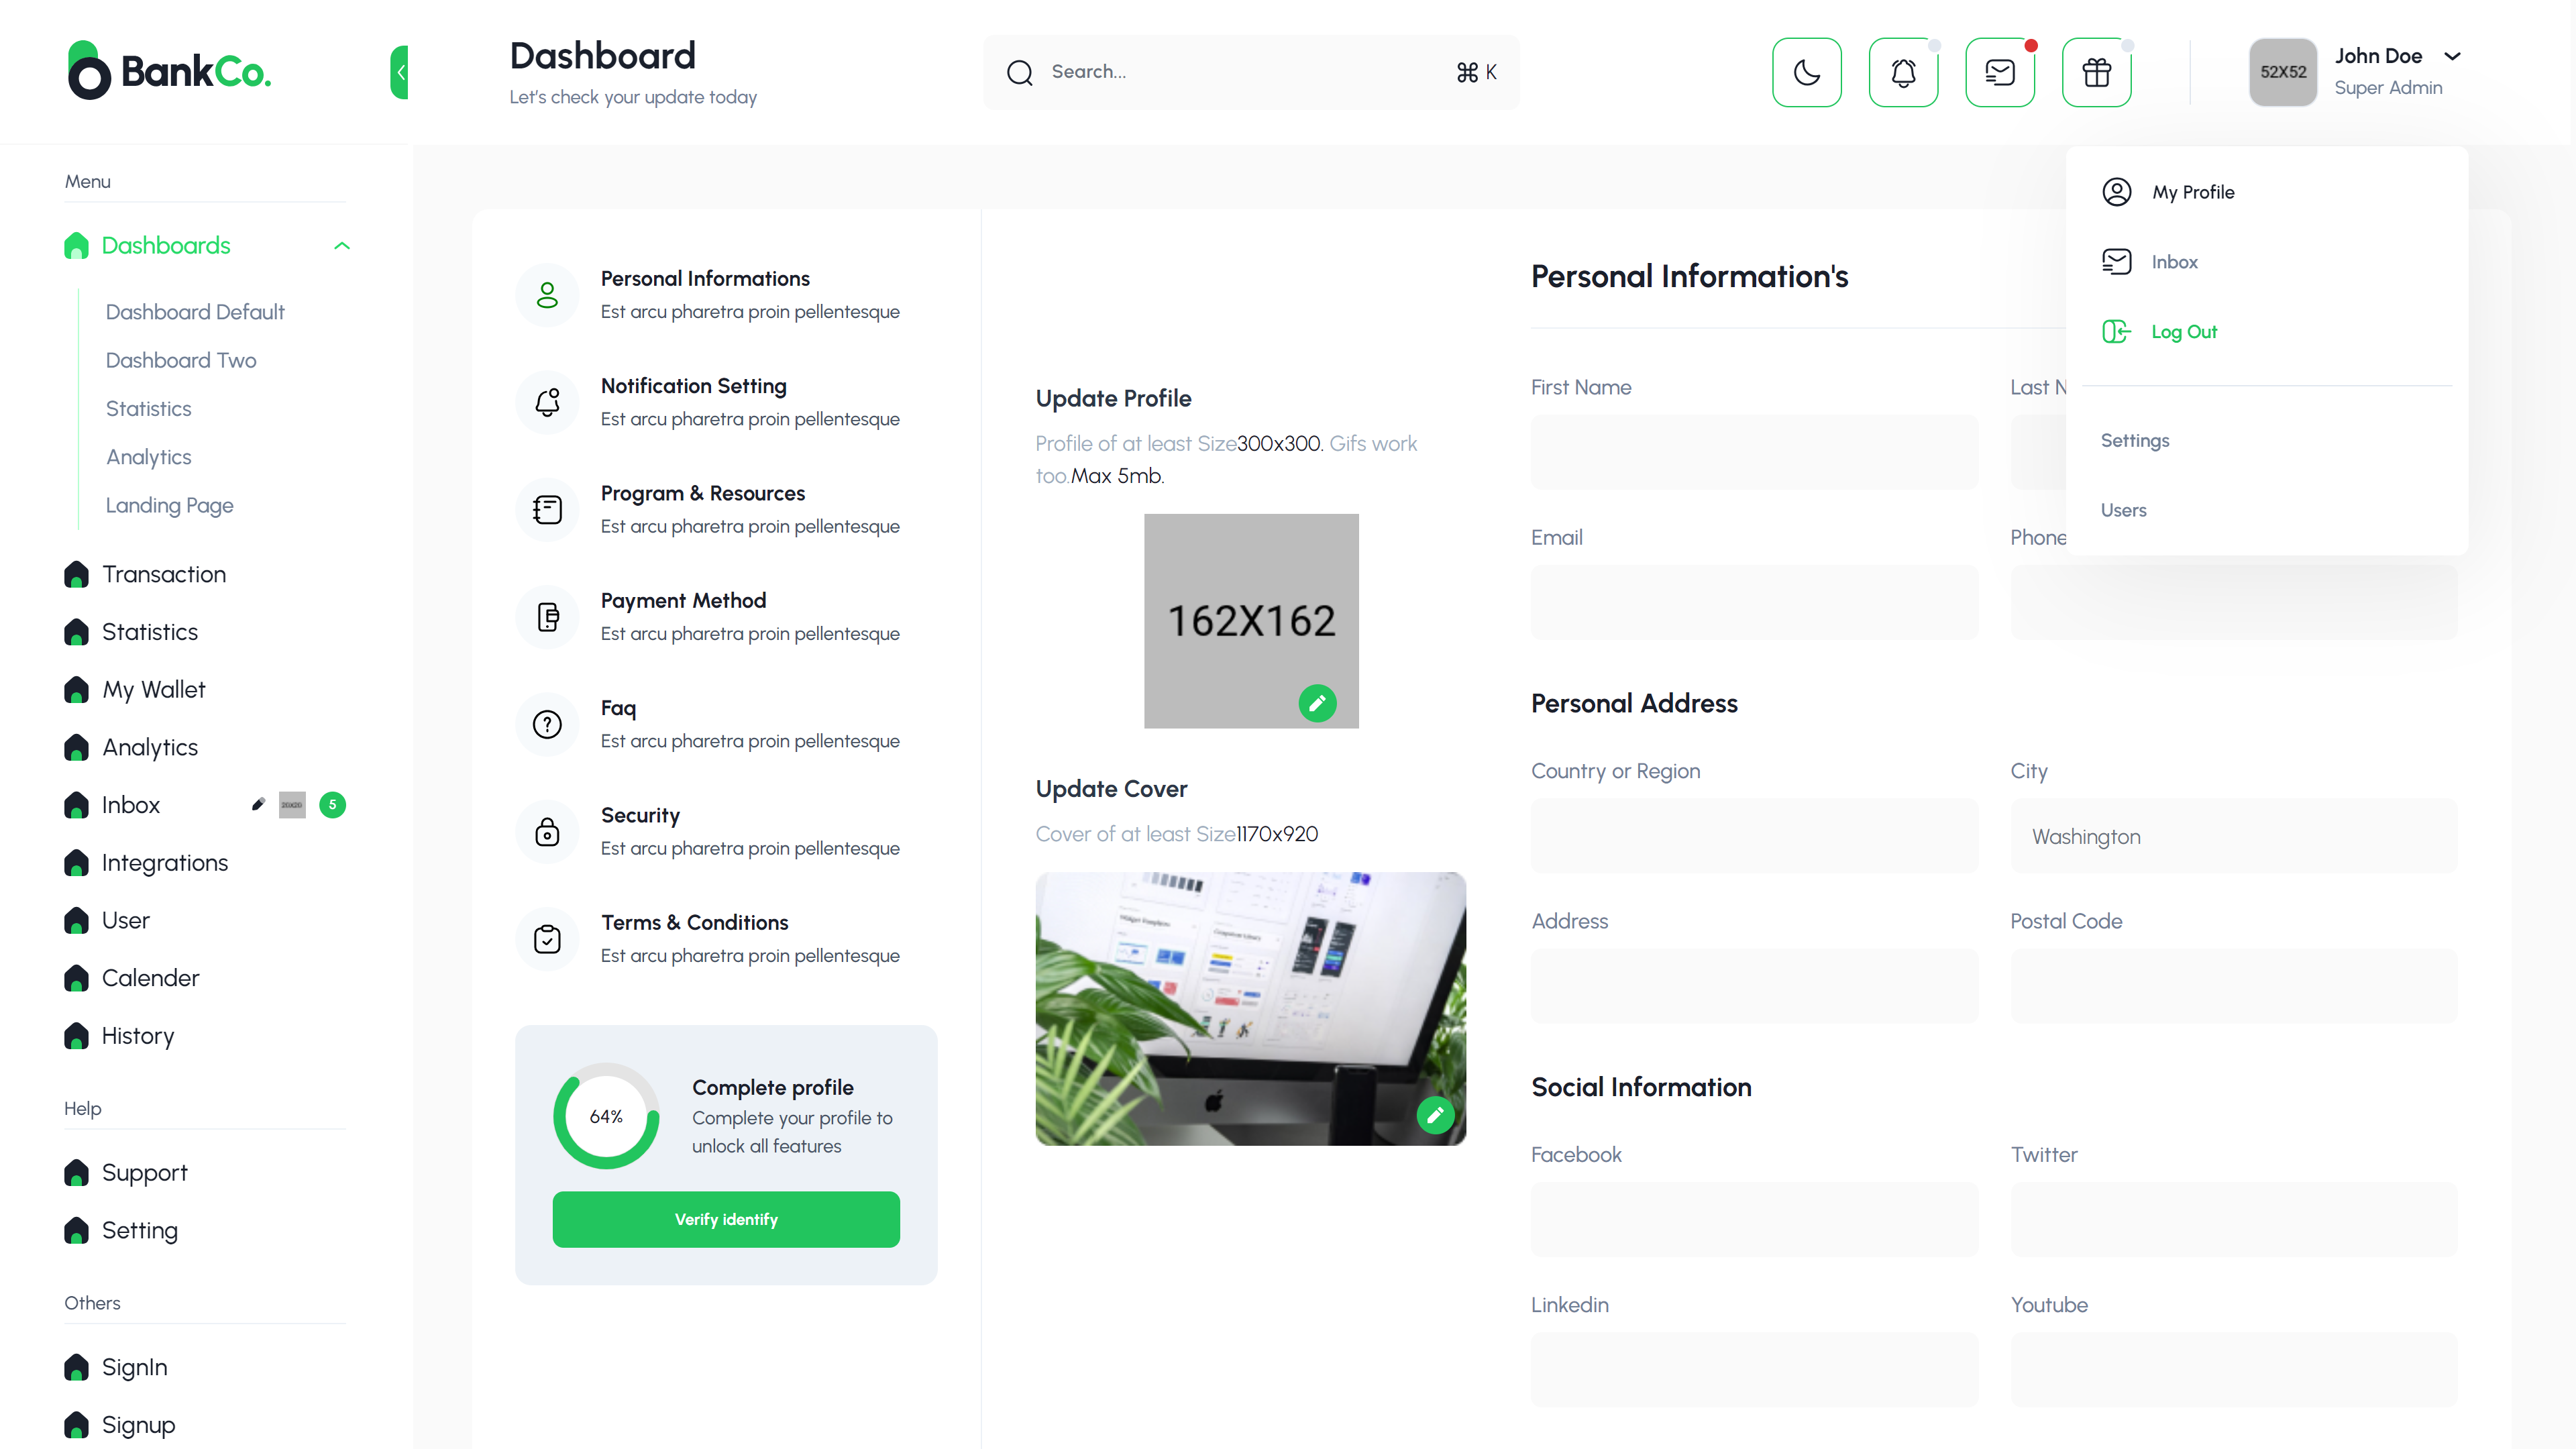 BankCo.
Dashboard
Let's check your update today
Search...
⌘ K
52X52
John Doe
Super Admin
Menu
Dashboards
Dashboard Default
Dashboard Two
Statistics
Analytics
Landing Page
Transaction
Statistics
My Wallet
Analytics
Inbox
5
Integrations
User
Calender
History
Help
Support
Setting
Others
SignIn
Signup
Personal Informations
Est arcu pharetra proin pellentesque
Notification Setting
Est arcu pharetra proin pellentesque
Program & Resources
Est arcu pharetra proin pellentesque
Payment Method
Est arcu pharetra proin pellentesque
Faq
Est arcu pharetra proin pellentesque
Security
Est arcu pharetra proin pellentesque
Terms & Conditions
Est arcu pharetra proin pellentesque
64%
Complete profile
Complete your profile to
unlock all features
Verify identify
Update Profile
Profile of at least Size300x300. Gifs work
too.Max 5mb.
162X162
Update Cover
Cover of at least Size1170x920
Personal Information's
First Name
Last N
Email
Phone
Personal Address
Country or Region
City
Washington
Address
Postal Code
Social Information
Facebook
Twitter
Linkedin
Youtube
My Profile
Inbox
Log Out
Settings
Users